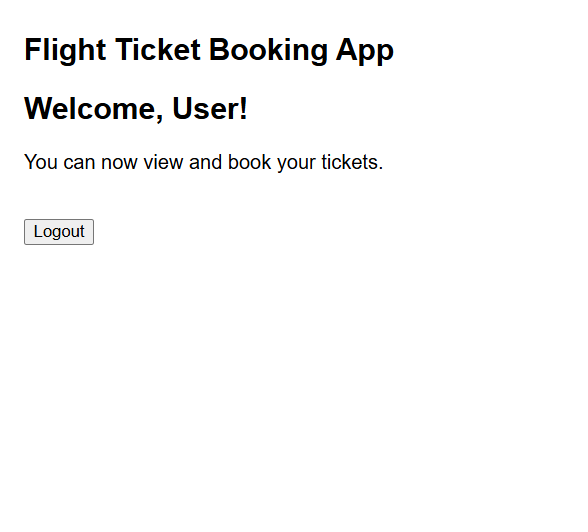 Flight Ticket Booking App
Welcome, User!
You can now view and book your tickets.
Logout